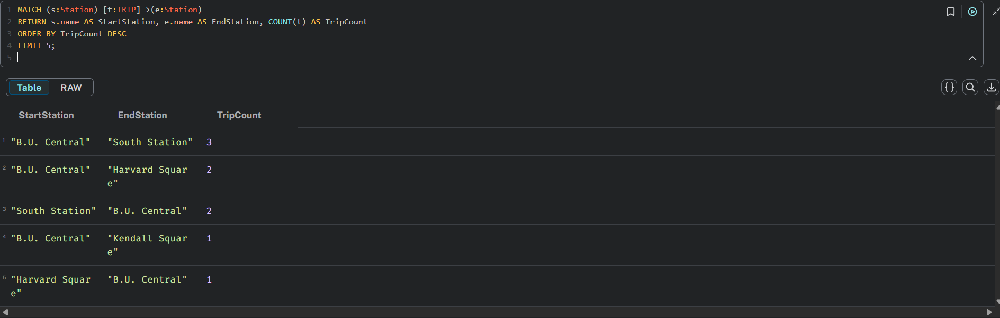 1 MATCH (s:Station)-[t:TRIP]->(e:Station)
2 RETURN s.name AS StartStation, e.name AS EndStation, COUNT(t) AS TripCount
3 ORDER BY TripCount DESC
4 LIMIT 5;
5
Table RAW
{}
StartStation EndStation TripCount
1 "B.U. Central" "South Station" 3
2 "B.U. Central" "Harvard Squar 2
e"
3 "South Station" "B.U. Central" 2
4 "B.U. Central" "Kendall Squar 1
e"
5 "Harvard Squar "B.U. Central" 1
e"